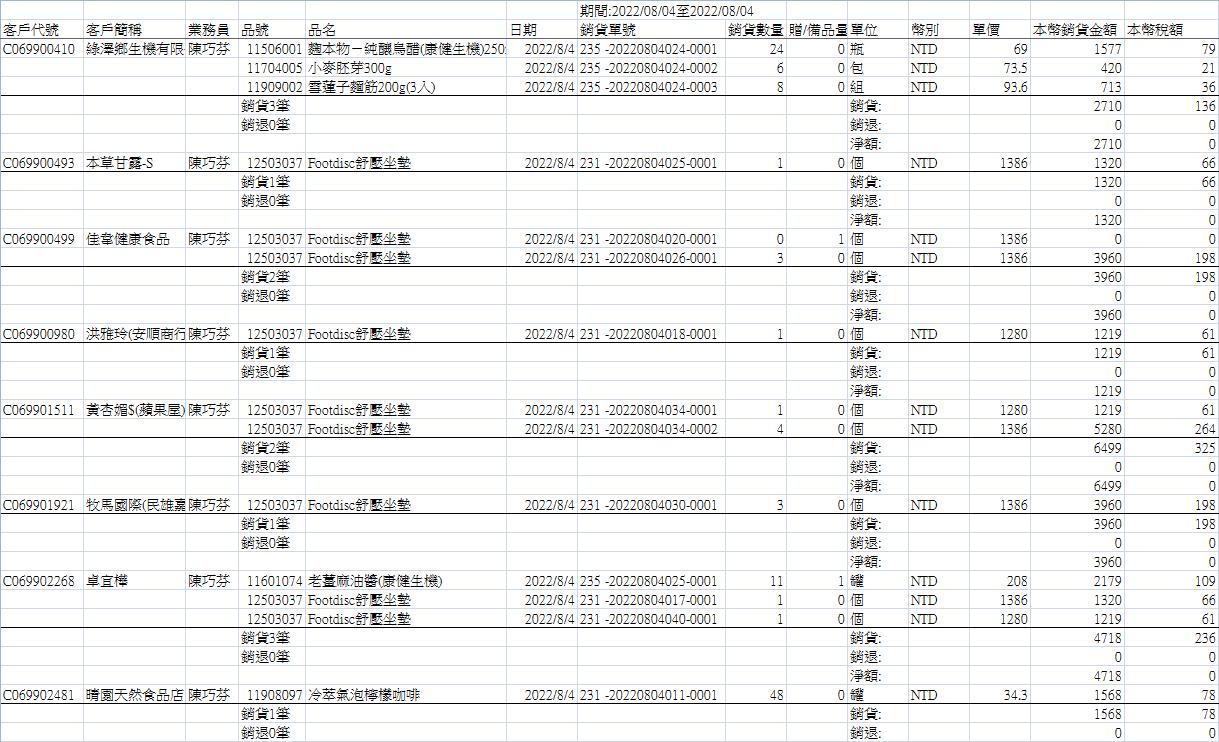 期間:2022/08/04至2022/08/04
客戶代號 客戶簡稱 業務員 品號 品名 日期 銷貨單號 銷貨數量 贈/備品量 單位 幣別 單價 本幣銷貨金額 本幣稅額
C069900410 綠澤鄉生機有限 陳巧芬 11506001 麴本物－純釀烏醋(康健生機)250 2022/8/4 235 -20220804024-0001 24 0 瓶 NTD 69 1577 79
11704005 小麥胚芽300g 2022/8/4 235 -20220804024-0002 6 0 包 NTD 73.5 420 21
11909002 雪蓮子麵筋200g(3入) 2022/8/4 235 -20220804024-0003 8 0 組 NTD 93.6 713 36
銷貨3筆 銷貨: 2710 136
銷退0筆 銷退: 0 0
淨額: 2710 0
C069900493 本草甘露-S 陳巧芬 12503037 Footdisc舒壓坐墊 2022/8/4 231 -20220804025-0001 1 0 個 NTD 1386 1320 66
銷貨1筆 銷貨: 1320 66
銷退0筆 銷退: 0 0
淨額: 1320 0
C069900499 佳韋健康食品 陳巧芬 12503037 Footdisc舒壓坐墊 2022/8/4 231 -20220804020-0001 0 1 個 NTD 1386 0 0
12503037 Footdisc舒壓坐墊 2022/8/4 231 -20220804026-0001 3 0 個 NTD 1386 3960 198
銷貨2筆 銷貨: 3960 198
銷退0筆 銷退: 0 0
淨額: 3960 0
C069900980 洪雅玲(安順商行 陳巧芬 12503037 Footdisc舒壓坐墊 2022/8/4 231 -20220804018-0001 1 0 個 NTD 1280 1219 61
銷貨1筆 銷貨: 1219 61
銷退0筆 銷退: 0 0
淨額: 1219 0
C069901511 黃杏媚$(蘋果屋) 陳巧芬 12503037 Footdisc舒壓坐墊 2022/8/4 231 -20220804034-0001 1 0 個 NTD 1280 1219 61
12503037 Footdisc舒壓坐墊 2022/8/4 231 -20220804034-0002 4 0 個 NTD 1386 5280 264
銷貨2筆 銷貨: 6499 325
銷退0筆 銷退: 0 0
淨額: 6499 0
C069901921 牧馬國際(民雄嘉 陳巧芬 12503037 Footdisc舒壓坐墊 2022/8/4 231 -20220804030-0001 3 0 個 NTD 1386 3960 198
銷貨1筆 銷貨: 3960 198
銷退0筆 銷退: 0 0
淨額: 3960 0
C069902268 卓宜樺 陳巧芬 11601074 老薑麻油醬(康健生機) 2022/8/4 235 -20220804025-0001 11 1 罐 NTD 208 2179 109
12503037 Footdisc舒壓坐墊 2022/8/4 231 -20220804017-0001 1 0 個 NTD 1386 1320 66
12503037 Footdisc舒壓坐墊 2022/8/4 231 -20220804040-0001 1 0 個 NTD 1280 1219 61
銷貨3筆 銷貨: 4718 236
銷退0筆 銷退: 0 0
淨額: 4718 0
C069902481 晴園天然食品店 陳巧芬 11908097 冷萃氣泡檸檬咖啡 2022/8/4 231 -20220804011-0001 48 0 罐 NTD 34.3 1568 78
銷貨1筆 銷貨: 1568 78
銷退0筆 銷退: 0 0